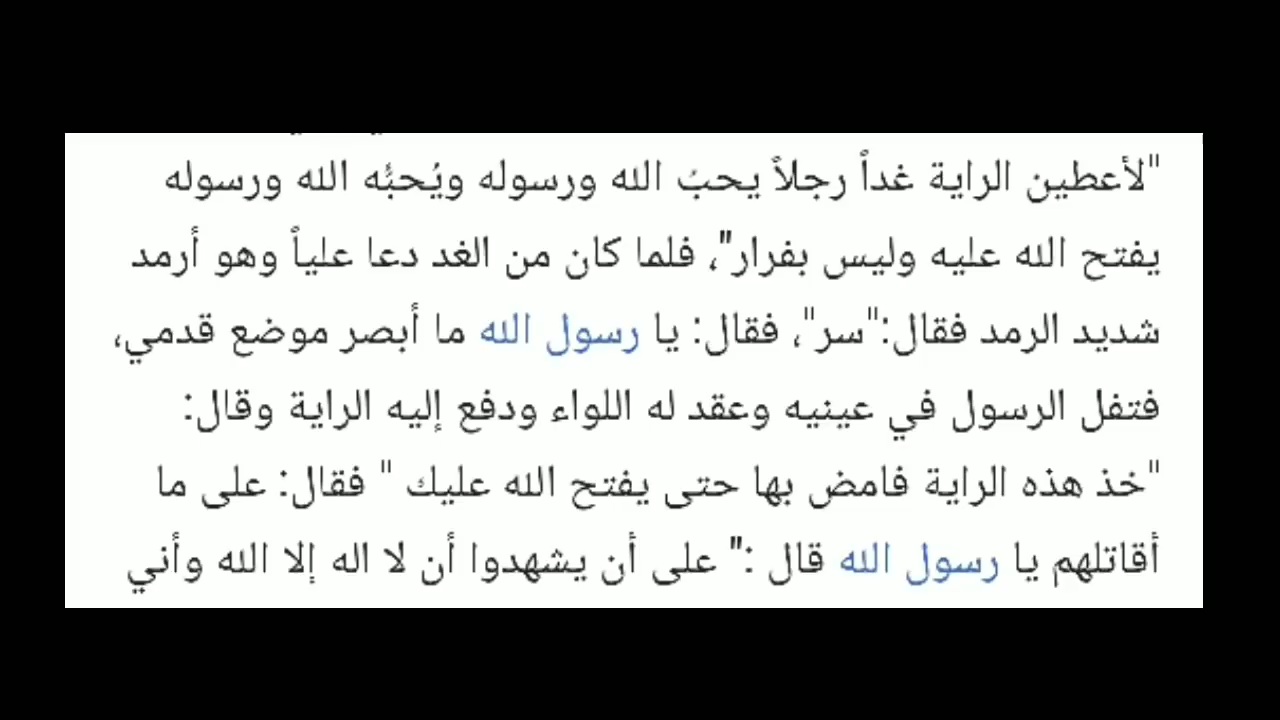 "لأعطين الراية غداً رجلاً يحبُ الله ورسوله ويُحبُّه الله ورسوله
يفتح الله عليه وليس بفرار"، فلما كان من الغد دعا علياً وهو أرمد
شديد الرمد فقال:"سر"، فقال: يا رسول الله ما أبصر موضع قدمي،
فتفل الرسول في عينيه وعقد له اللواء ودفع إليه الراية وقال:
"خذ هذه الراية فامض بها حتى يفتح الله عليك " فقال: على ما
أقاتلهم يا رسول الله قال :" على أن يشهدوا أن لا اله إلا الله وأني